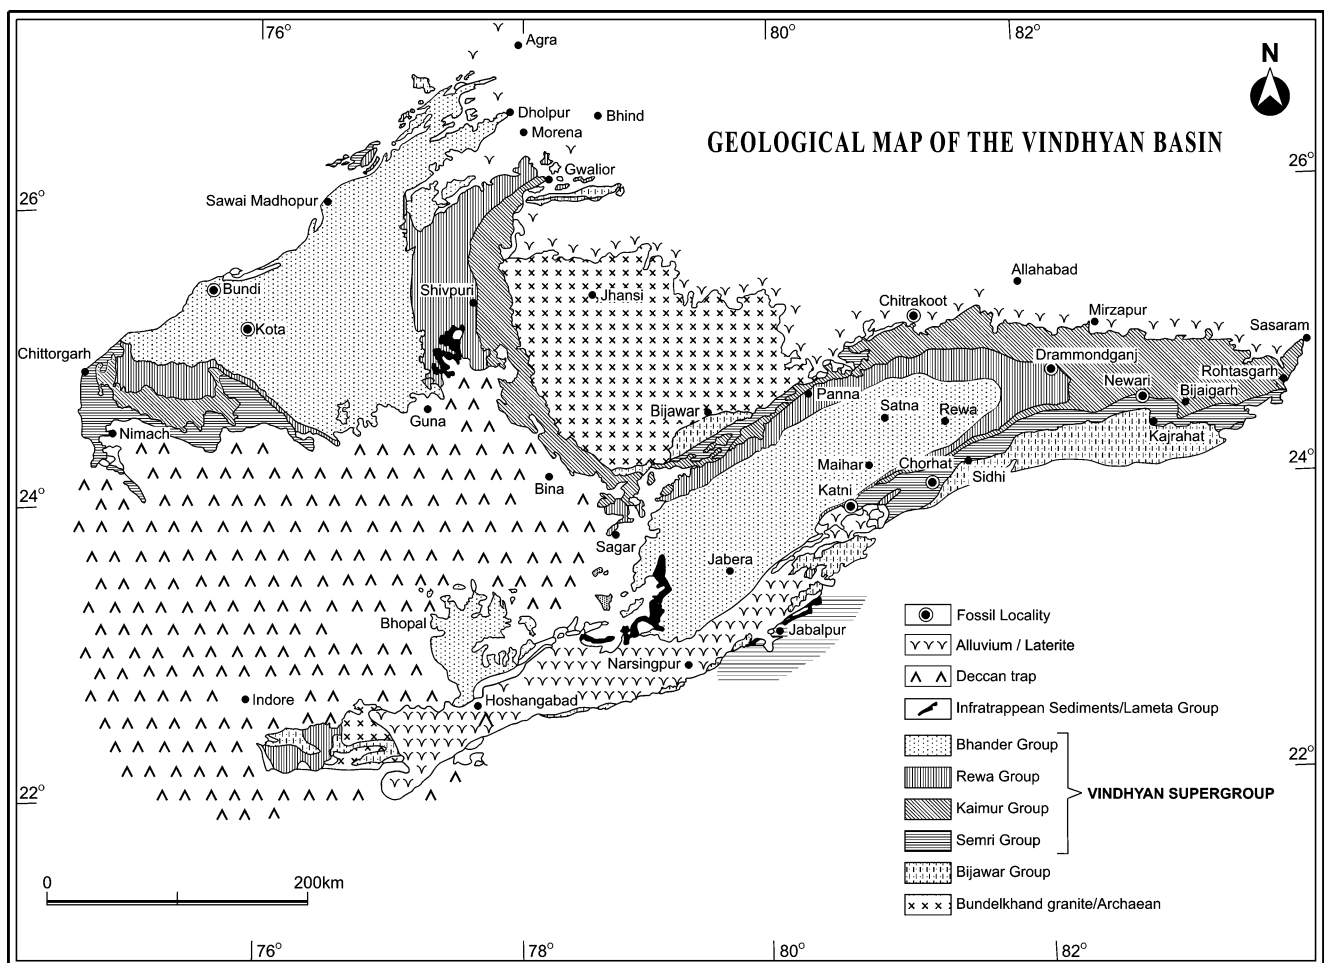 76° 80° 82°
Agra
N
Dholpur
Bhind
Morena
GEOLOGICAL MAP OF THE VINDHYAN BASIN
26°
Gwalior
26°
Sawai Madhopur
Allahabad
Bundi
Shivpuri
Jhansi
Chitrakoot
Mirzapur
Kota
Sasaram
Chittorgarh
Drammondganj
Rohtasgarh
Newari
Bijaigarh
Panna
Satna
Rewa
Bijawar
Guna
Nimach
Kajrahat
Maihar
Chorhat
24°
Sidhi
Bina
Katni
24°
Sagar
Jabera
Bhopal
Jabalpur
Narsingpur
Indore
Hoshangabad
Fossil Locality
Alluvium / Laterite
Deccan trap
Infratrappean Sediments/Lameta Group
Bhander Group
22°
Rewa Group
VINDHYAN SUPERGROUP
22°
Kaimur Group
Semri Group
Bijawar Group
Bundelkhand granite/Archaean
0 200km
76° 78° 80° 82°